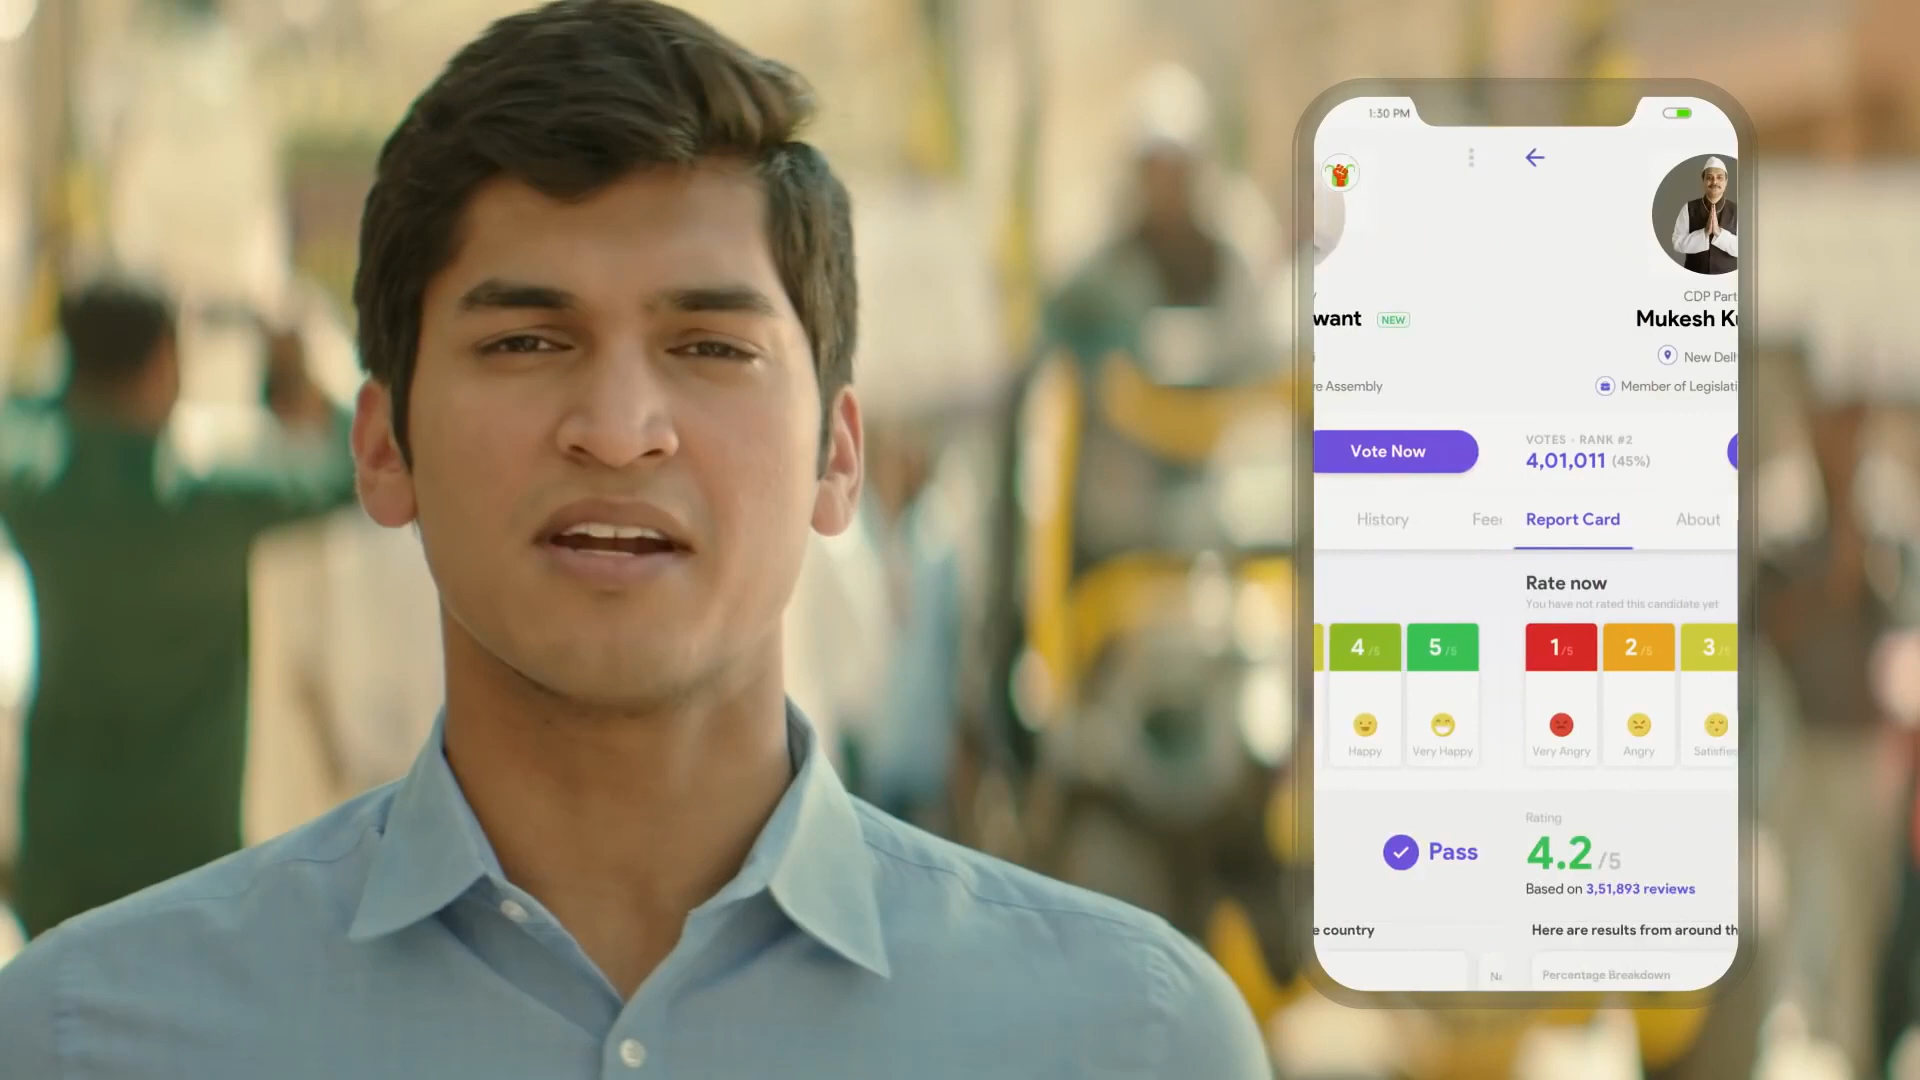 1:30 PM
CDP Part
want NEW
Mukesh Ku
New Delh
e Assembly
Member of Legislati
Vote Now
VOTES • RANK #2
4,01,011 (45%)
History
Feed
Report Card
About
Rate now
You have not rated this candidate yet
4/5
5/5
1/5
2/5
3/5
Happy
Very Happy
Very Angry
Angry
Satisfied
Rating
Pass
4.2/5
Based on 3,51,893 reviews
e country
Here are results from around th
Percentage Breakdown